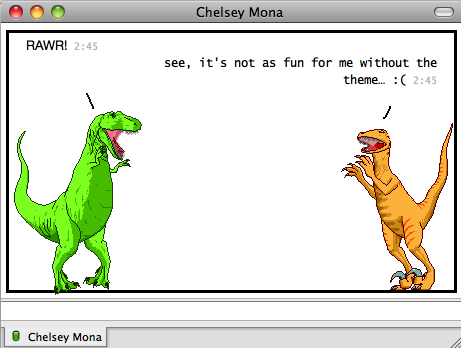 Chelsey Mona
RAWR! 2:45
see, it's not as fun for me without the
theme… :( 2:45
Chelsey Mona